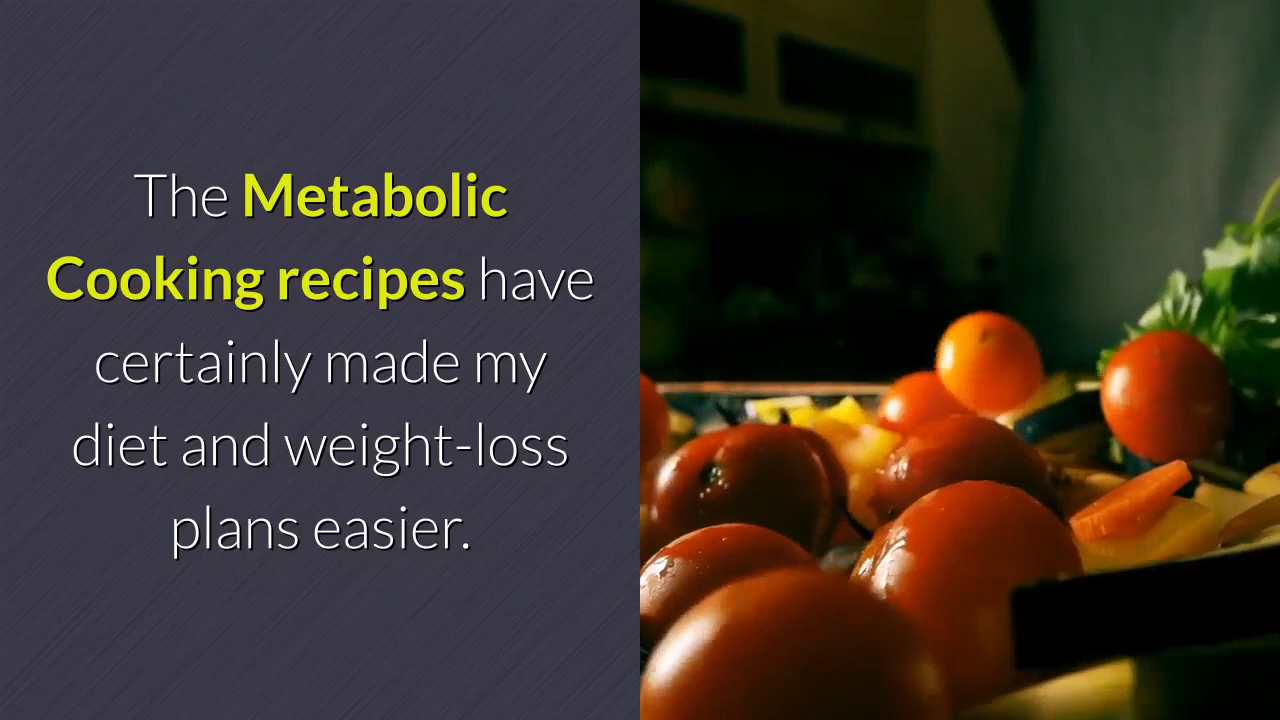 The Metabolic
Cooking recipes have
certainly made my
diet and weight-loss
plans easier.